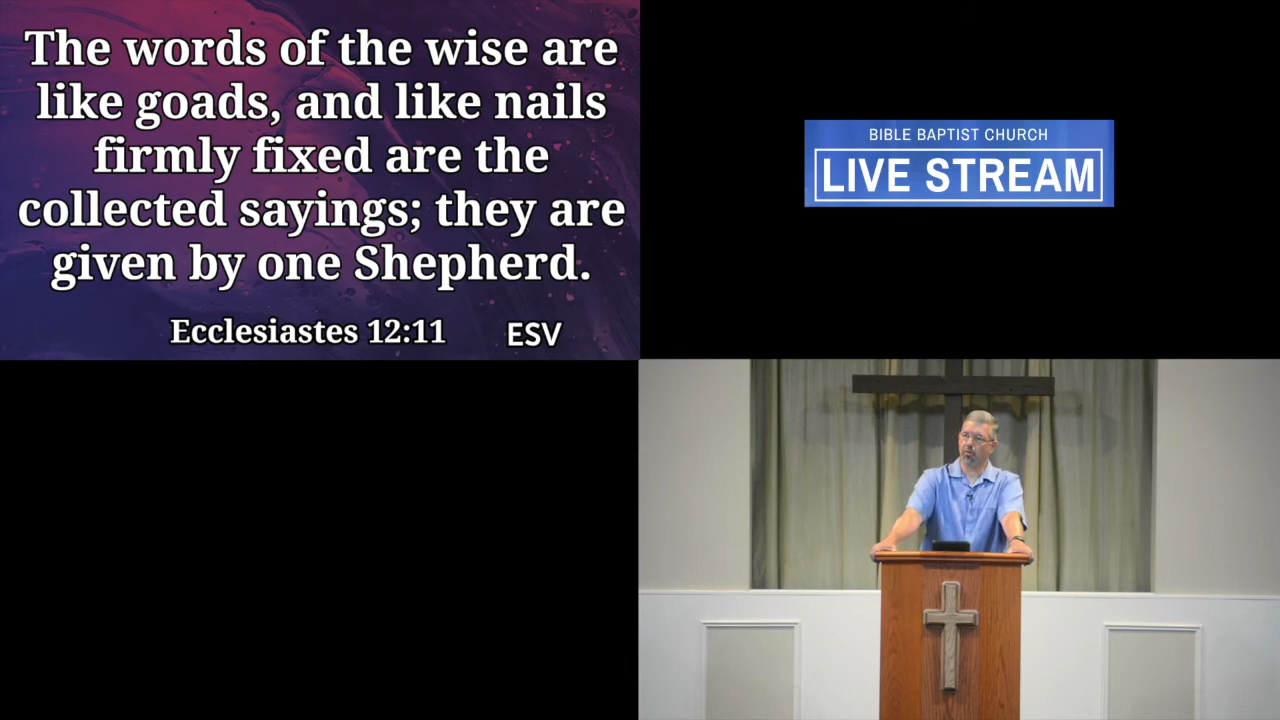 The words of the wise are
like goads, and like nails
firmly fixed are the
collected sayings; they are
given by one Shepherd.
Ecclesiastes 12:11 ESV
BIBLE BAPTIST CHURCH
LIVE STREAM